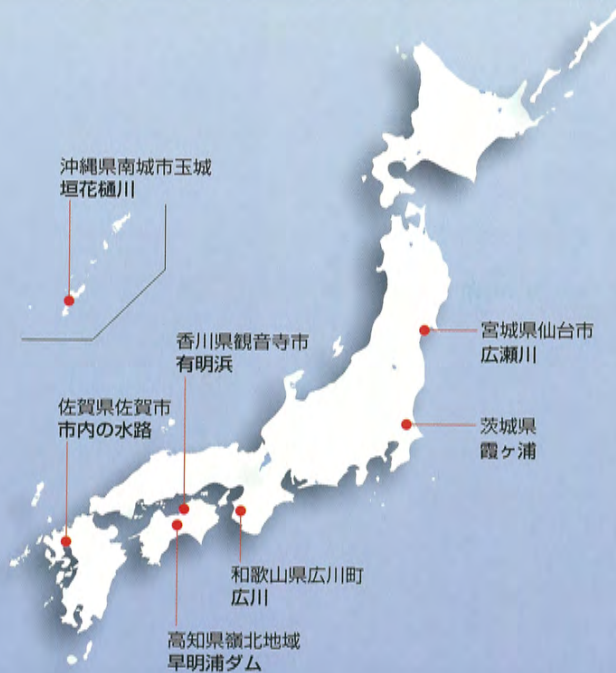 沖縄県南城市玉城
垣花樋川
香川県観音寺市
有明浜
宮城県仙台市
広瀬川
佐賀県佐賀市
市内の水路
茨城県
霞ヶ浦
和歌山県広川町
広川
高知県嶺北地域
早明浦ダム